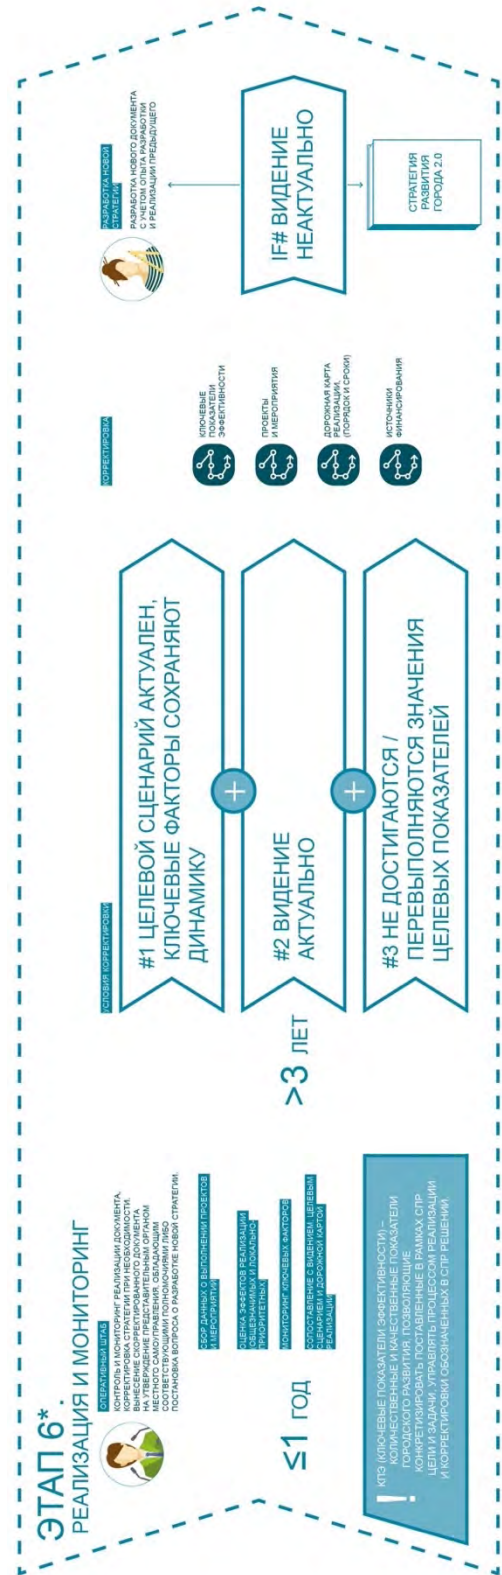 ЭТАП 6*.
РЕАЛИЗАЦИЯ И МОНИТОРИНГ
ОПЕРАТИВНЫЙ ШТАБ
КОНТРОЛЬ И МОНИТОРИНГ РЕАЛИЗАЦИИ ДОКУМЕНТА.
КОРРЕКТИРОВКА СТРАТЕГИИ ПРИ НЕОБХОДИМОСТИ.
ВЫНЕСЕНИЕ СКОРРЕКТИРОВАННОГО ДОКУМЕНТА
НА УТВЕРЖДЕНИЕ ПРЕДСТАВИТЕЛЬНЫМ ОРГАНОМ
МЕСТНОГО САМОУПРАВЛЕНИЯ, ОБЛАДАЮЩИМ
СООТВЕТСТВУЮЩИМИ ПОЛНОМОЧИЯМИ ЛИБО
ПОСТАНОВКА ВОПРОСА О РАЗРАБОТКЕ НОВОЙ СТРАТЕГИИ.
≤1 ГОД
СБОР ДАННЫХ О ВЫПОЛНЕНИИ ПРОЕКТОВ
И МЕРОПРИЯТИЙ
ОЦЕНКА ЭФФЕКТОВ РЕАЛИЗАЦИИ
ОБЩЕЗНАЧИМЫХ И ЛОКАЛЬНО-
ПРИОРИТЕТНЫХ
МОНИТОРИНГ КЛЮЧЕВЫХ ФАКТОРОВ
СОПОСТАВЛЕНИЕ С ВИДЕНИЕМ, ЦЕЛЕВЫМ
СЦЕНАРИЕМ И ДОРОЖНОЙ КАРТОЙ
РЕАЛИЗАЦИИ
!
КПЭ (КЛЮЧЕВЫЕ ПОКАЗАТЕЛИ ЭФФЕКТИВНОСТИ) –
КОЛИЧЕСТВЕННЫЕ И КАЧЕСТВЕННЫЕ ПОКАЗАТЕЛИ
ГОРОДСКОГО РАЗВИТИЯ, ПОЗВОЛЯЮЩИЕ
КОНКРЕТИЗИРОВАТЬ ПОСТАВЛЕННЫЕ В РАМКАХ СПР
ЦЕЛИ И ЗАДАЧИ, УПРАВЛЯТЬ ПРОЦЕССОМ РЕАЛИЗАЦИИ
И КОРРЕКТИРОВКИ ОБОЗНАЧЕННЫХ В СПР РЕШЕНИЙ.
>3 ЛЕТ
УСЛОВИЯ КОРРЕКТИРОВКИ
#1 ЦЕЛЕВОЙ СЦЕНАРИЙ АКТУАЛЕН,
КЛЮЧЕВЫЕ ФАКТОРЫ СОХРАНЯЮТ
ДИНАМИКУ
+
#2 ВИДЕНИЕ
АКТУАЛЬНО
+
#3 НЕ ДОСТИГАЮТСЯ /
ПЕРЕВЫПОЛНЯЮТСЯ ЗНАЧЕНИЯ
ЦЕЛЕВЫХ ПОКАЗАТЕЛЕЙ
КОРРЕКТИРОВКА
КЛЮЧЕВЫЕ
ПОКАЗАТЕЛИ
ЭФФЕКТИВНОСТИ
ПРОЕКТЫ
И МЕРОПРИЯТИЯ
ДОРОЖНАЯ КАРТА
РЕАЛИЗАЦИИ,
(ПОРЯДОК И СРОКИ)
ИСТОЧНИКИ
ФИНАНСИРОВАНИЯ
РАЗРАБОТКА НОВОЙ
СТРАТЕГИИ
РАЗРАБОТКА НОВОГО ДОКУМЕНТА
С УЧЕТОМ ОПЫТА РАЗРАБОТКИ
И РЕАЛИЗАЦИИ ПРЕДЫДУЩЕГО
IF# ВИДЕНИЕ
НЕАКТУАЛЬНО
СТРАТЕГИЯ
РАЗВИТИЯ
ГОРОДА 2.0